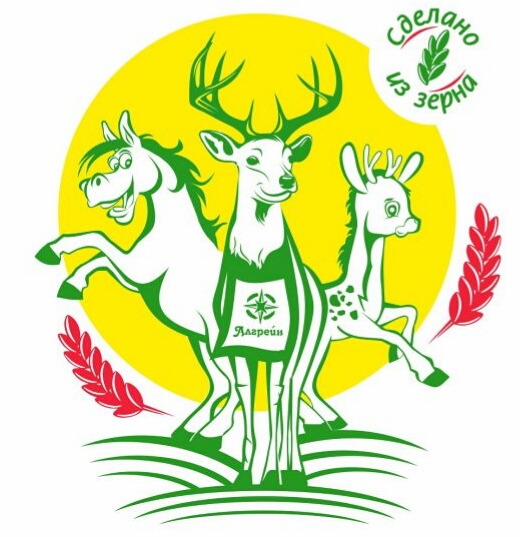 Сделано
из зерна
Алгрейн